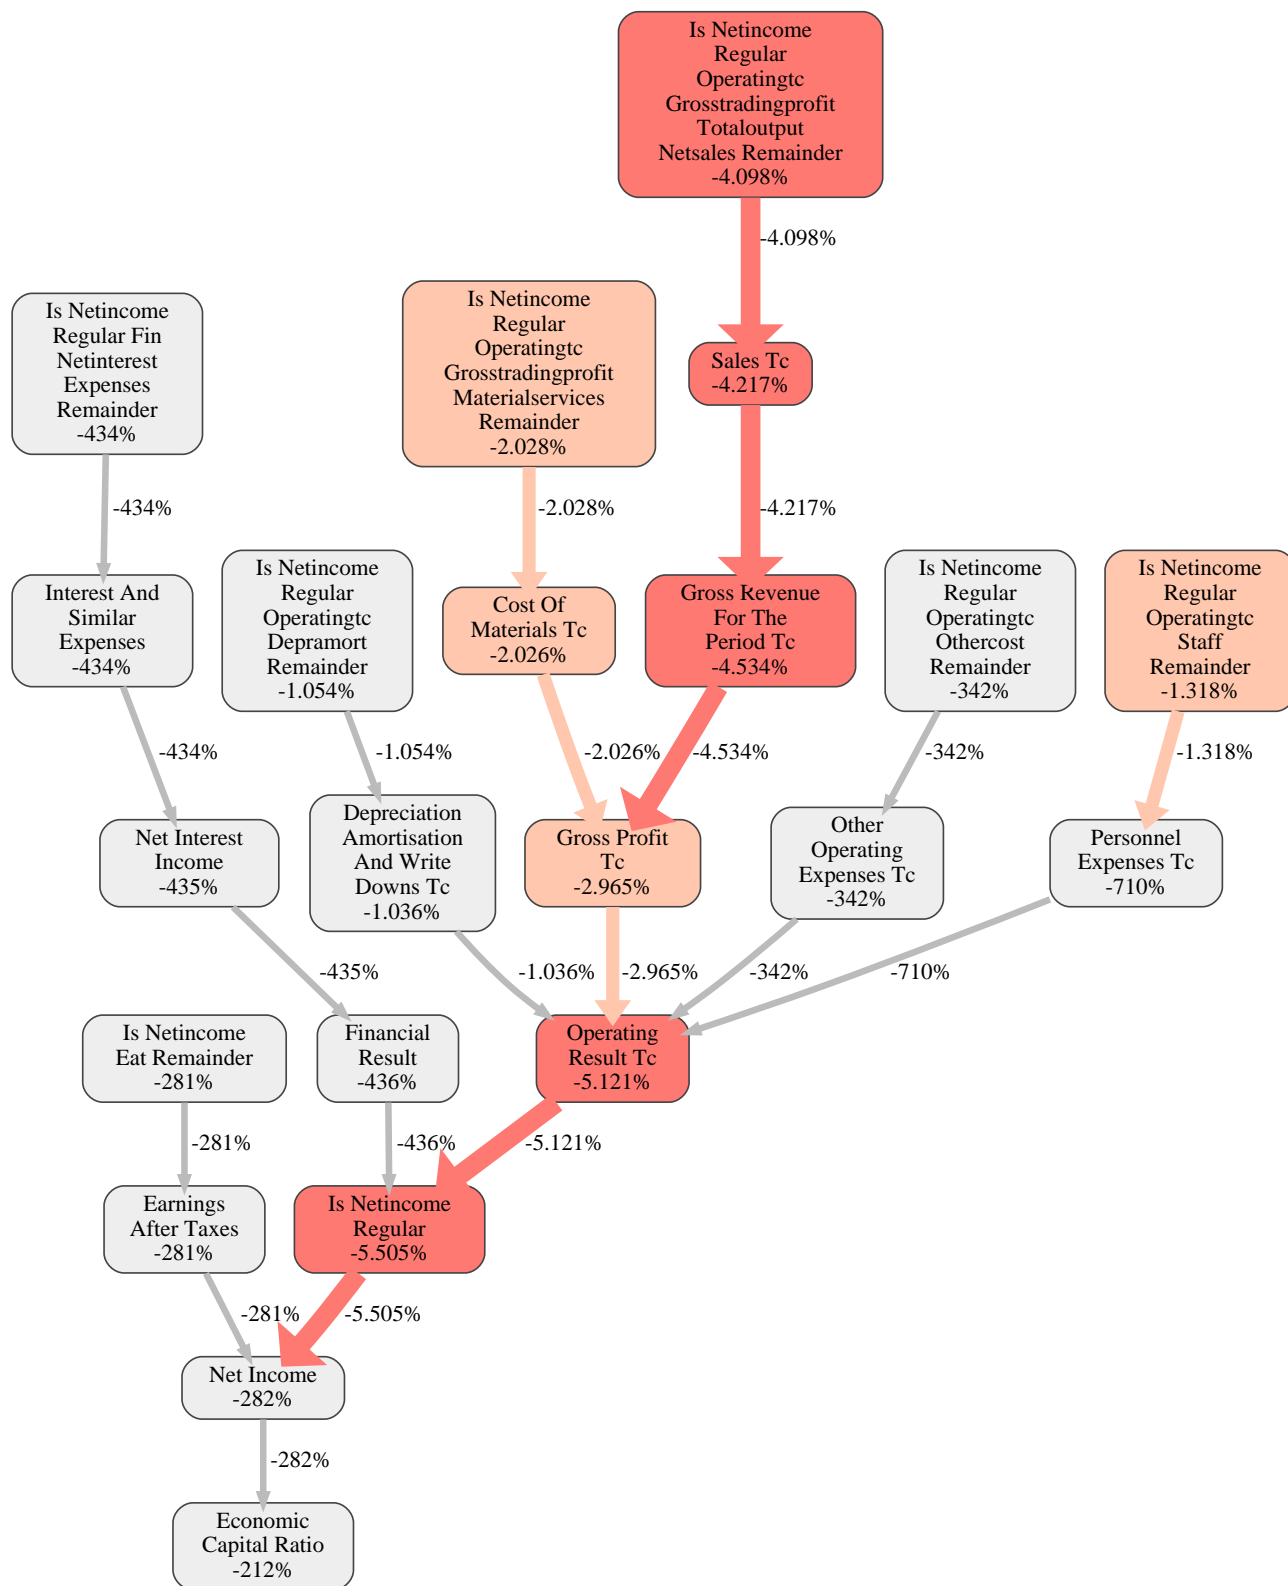 Is Netincome
Regular
Operatingtc
Grosstradingprofit
Totaloutput
Netsales Remainder
-4.098%
-4.098%
Is Netincome
Regular Fin
Netinterest
Expenses
Remainder
-434%
Is Netincome
Regular
Operatingtc
Grosstradingprofit
Materialservices
Remainder
-2.028%
Sales Tc
-4.217%
-434%
-2.028%
-4.217%
Interest And
Similar
Expenses
-434%
Is Netincome
Regular
Operatingtc
Depramort
Remainder
-1.054%
Cost Of
Materials Tc
-2.026%
Gross Revenue
For The
Period Tc
-4.534%
Is Netincome
Regular
Operatingtc
Othercost
Remainder
-342%
Is Netincome
Regular
Operatingtc
Staff
Remainder
-1.318%
-434%
-1.054%
-2.026%
-4.534%
-342%
-1.318%
Net Interest
Income
-435%
Depreciation
Amortisation
And Write
Downs Tc
-1.036%
Gross Profit
Tc
-2.965%
Other
Operating
Expenses Tc
-342%
Personnel
Expenses Tc
-710%
-435%
-1.036%
-2.965%
-342%
-710%
Is Netincome
Eat Remainder
-281%
Financial
Result
-436%
Operating
Result Tc
-5.121%
-281%
-436%
-5.121%
Earnings
After Taxes
-281%
Is Netincome
Regular
-5.505%
-281%
-5.505%
Net Income
-282%
-282%
Economic
Capital Ratio
-212%